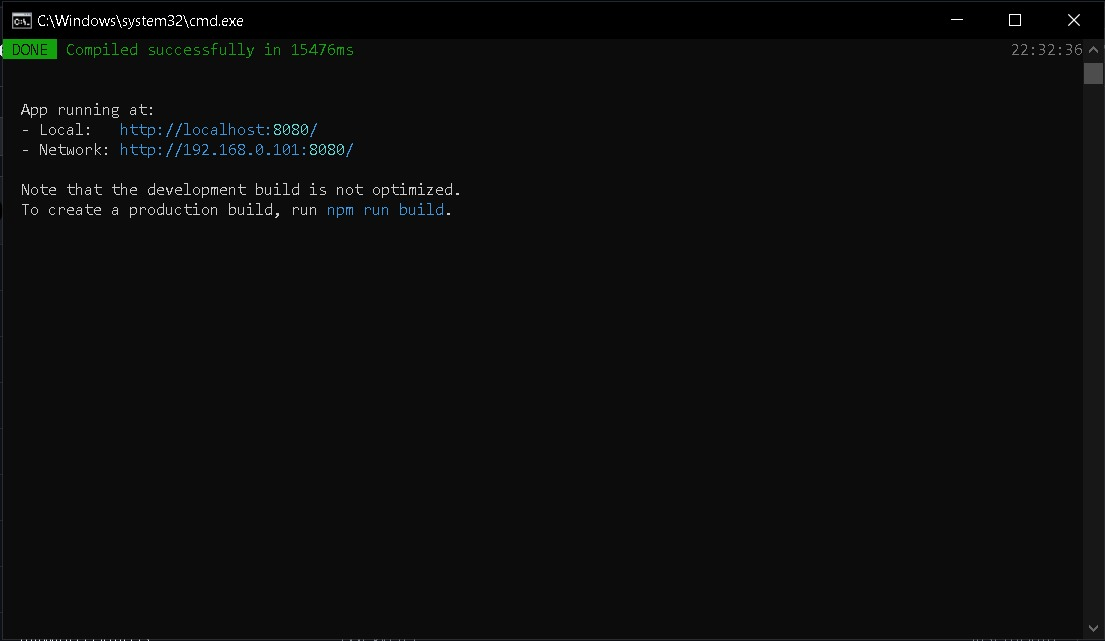 C:\Windows\system32\cmd.exe
DONE Compiled successfully in 15476ms 22:32:36
App running at:
- Local: http://localhost:8080/
- Network: http://192.168.0.101:8080/
Note that the development build is not optimized.
To create a production build, run npm run build.